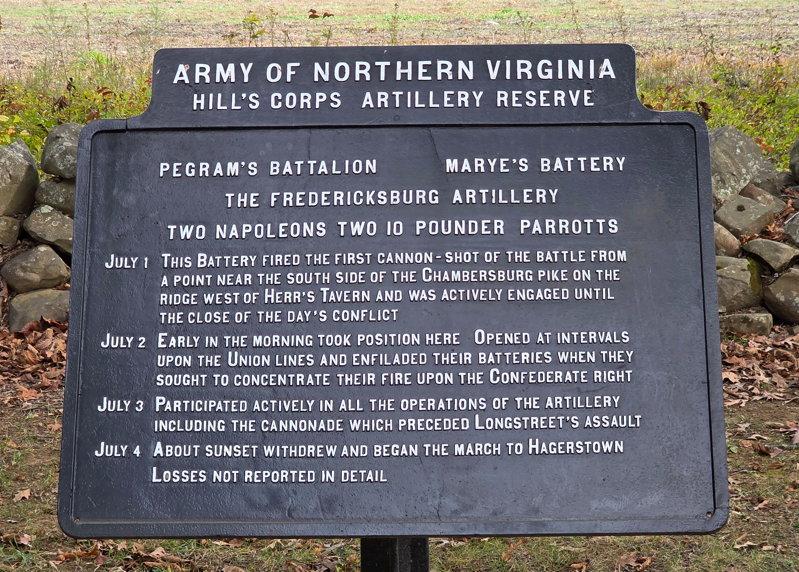 ARMY OF NORTHERN VIRGINIA
HILL'S CORPS ARTILLERY RESERVE
PEGRAM'S BATTALION MARYE'S BATTERY
THE FREDERICKSBURG ARTILLERY
TWO NAPOLEONS TWO 10 POUNDER PARROTTS
JULY 1 THIS BATTERY FIRED THE FIRST CANNON-SHOT OF THE BATTLE FROM
A POINT NEAR THE SOUTH SIDE OF THE CHAMBERSBURG PIKE ON THE
RIDGE WEST OF HERR'S TAVERN AND WAS ACTIVELY ENGAGED UNTIL
THE CLOSE OF THE DAY'S CONFLICT
JULY 2 EARLY IN THE MORNING TOOK POSITION HERE OPENED AT INTERVALS
UPON THE UNION LINES AND ENFILADED THEIR BATTERIES WHEN THEY
SOUGHT TO CONCENTRATE THEIR FIRE UPON THE CONFEDERATE RIGHT
JULY 3 PARTICIPATED ACTIVELY IN ALL THE OPERATIONS OF THE ARTILLERY
INCLUDING THE CANNONADE WHICH PRECEDED LONGSTREET'S ASSAULT
JULY 4 ABOUT SUNSET WITHDREW AND BEGAN THE MARCH TO HAGERSTOWN
LOSSES NOT REPORTED IN DETAIL